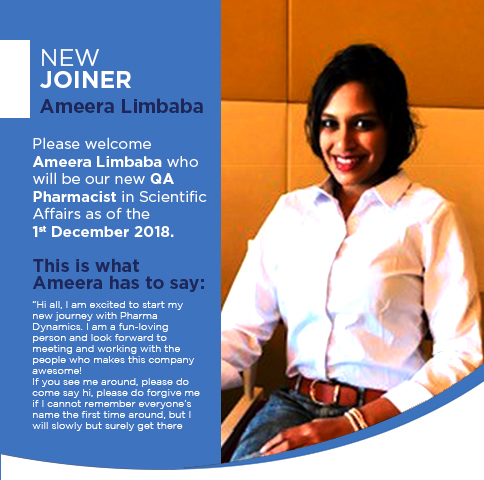 NEW
JOINER
Ameera Limbaba
Please welcome
Ameera Limbaba who
will be our new QA
Pharmacist in Scientific
Affairs as of the
1st December 2018.
This is what
Ameera has to say:
“Hi all, I am excited to start my
new journey with Pharma
Dynamics. I am a fun-loving
person and look forward to
meeting and working with the
people who makes this company
awesome!
If you see me around, please do
come say hi, please do forgive me
if I cannot remember everyone’s
name the first time around, but I
will slowly but surely get there